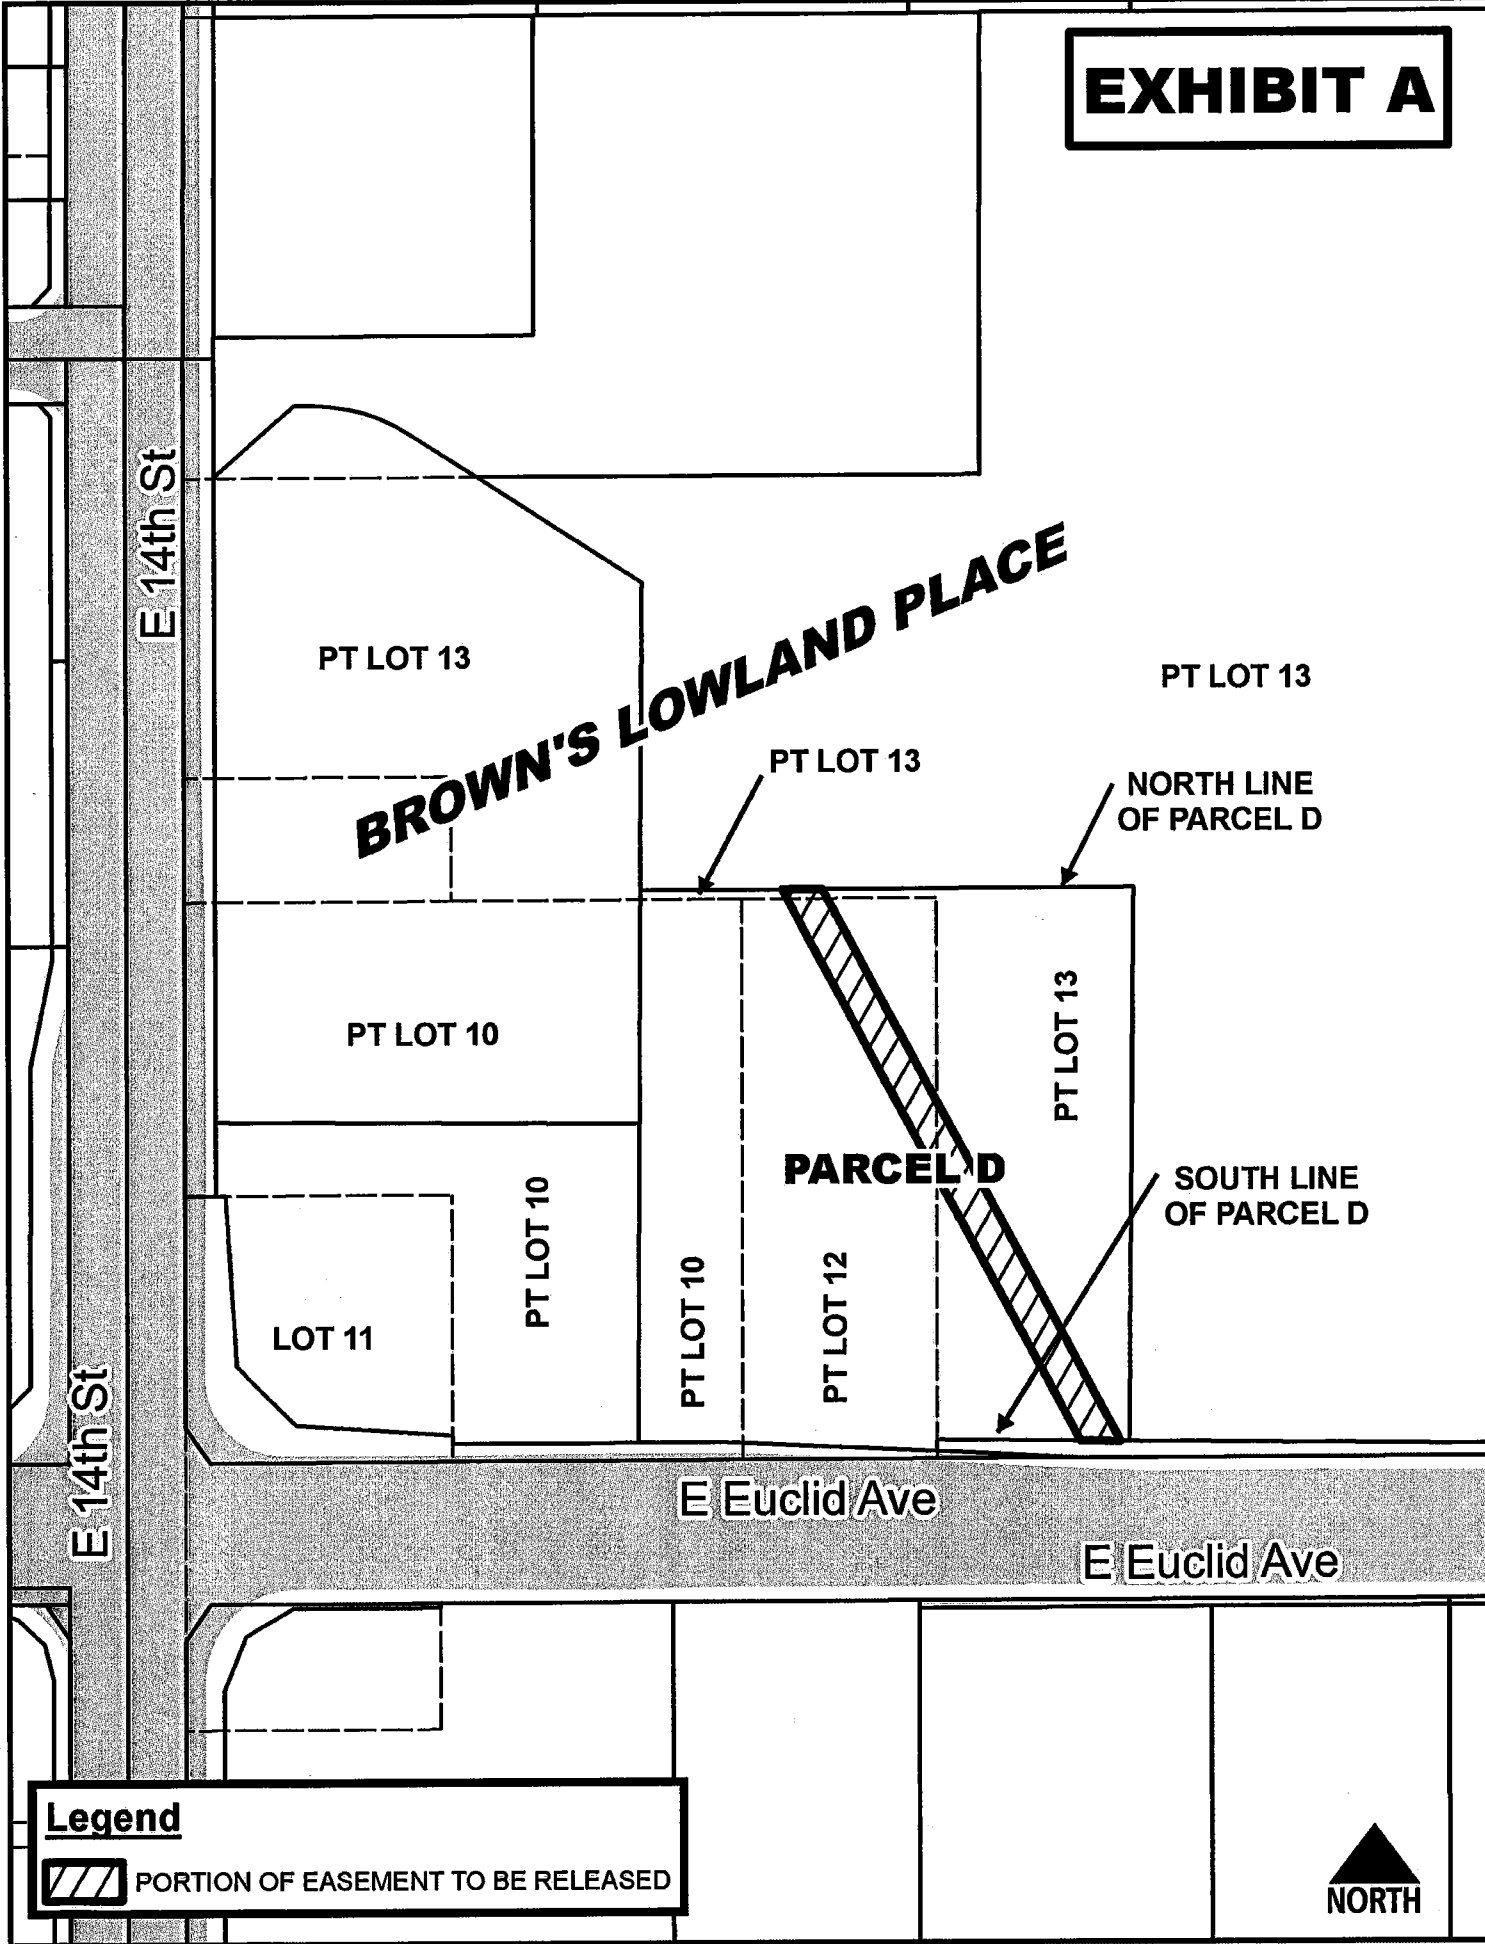 EXHIBIT A
E 14th St
BROWN'S LOWLAND PLACE
PT LOT 13
PT LOT 13
PT LOT 13
NORTH LINE
OF PARCEL D
PT LOT 10
PT LOT 13
PARCEL D
SOUTH LINE
OF PARCEL D
PT LOT 10
PT LOT 10
PT LOT 12
LOT 11
E 14th St
E Euclid Ave
E Euclid Ave
Legend
PORTION OF EASEMENT TO BE RELEASED
NORTH